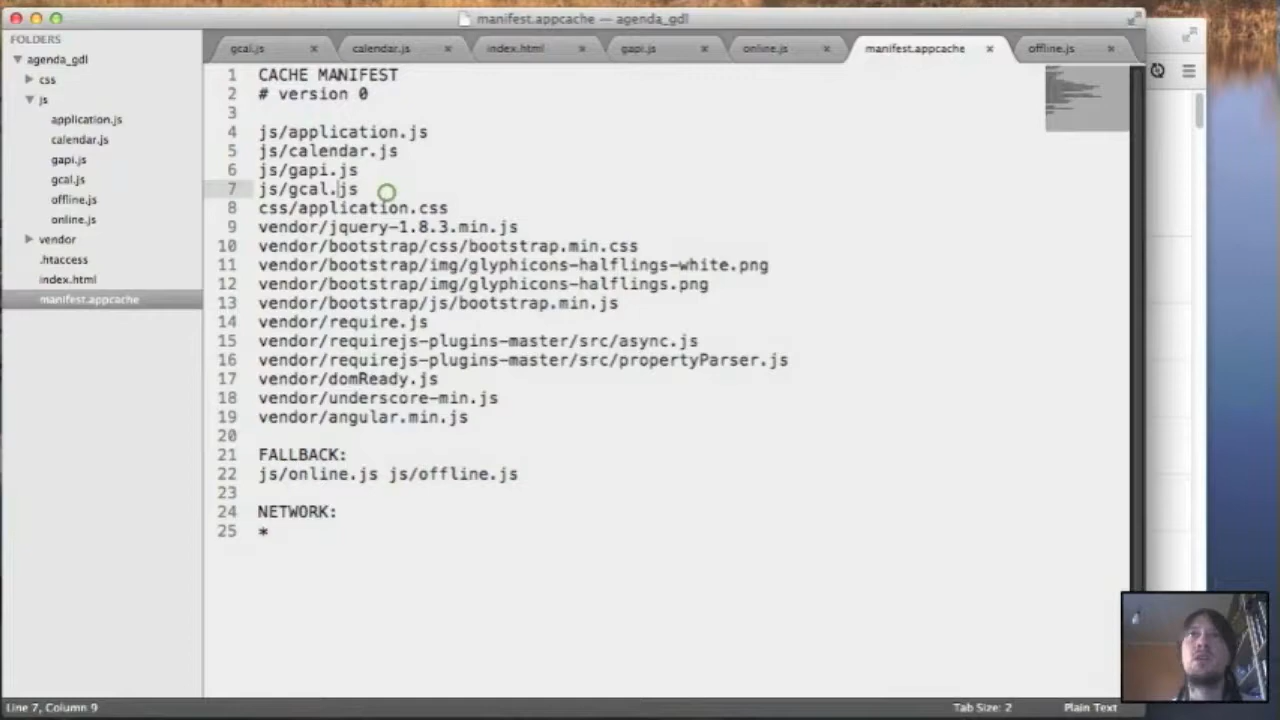 manifest.appcache — agenda_gdl
FOLDERS
agenda_gdl
css
js
application.js
calendar.js
gapi.js
gcal.js
offline.js
online.js
vendor
.htaccess
index.html
manifest.appcache
gcal.js × calendar.js × index.html × gapi.js × online.js × manifest.appcache × offline.js ×
1 CACHE MANIFEST
2 # version 0
3
4 js/application.js
5 js/calendar.js
6 js/gapi.js
7 js/gcal.js
8 css/application.css
9 vendor/jquery-1.8.3.min.js
10 vendor/bootstrap/css/bootstrap.min.css
11 vendor/bootstrap/img/glyphicons-halflings-white.png
12 vendor/bootstrap/img/glyphicons-halflings.png
13 vendor/bootstrap/js/bootstrap.min.js
14 vendor/require.js
15 vendor/requirejs-plugins-master/src/async.js
16 vendor/requirejs-plugins-master/src/propertyParser.js
17 vendor/domReady.js
18 vendor/underscore-min.js
19 vendor/angular.min.js
20
21 FALLBACK:
22 js/online.js js/offline.js
23
24 NETWORK:
25 *
Line 7, Column 9 Tab Size: 2 Plain Text